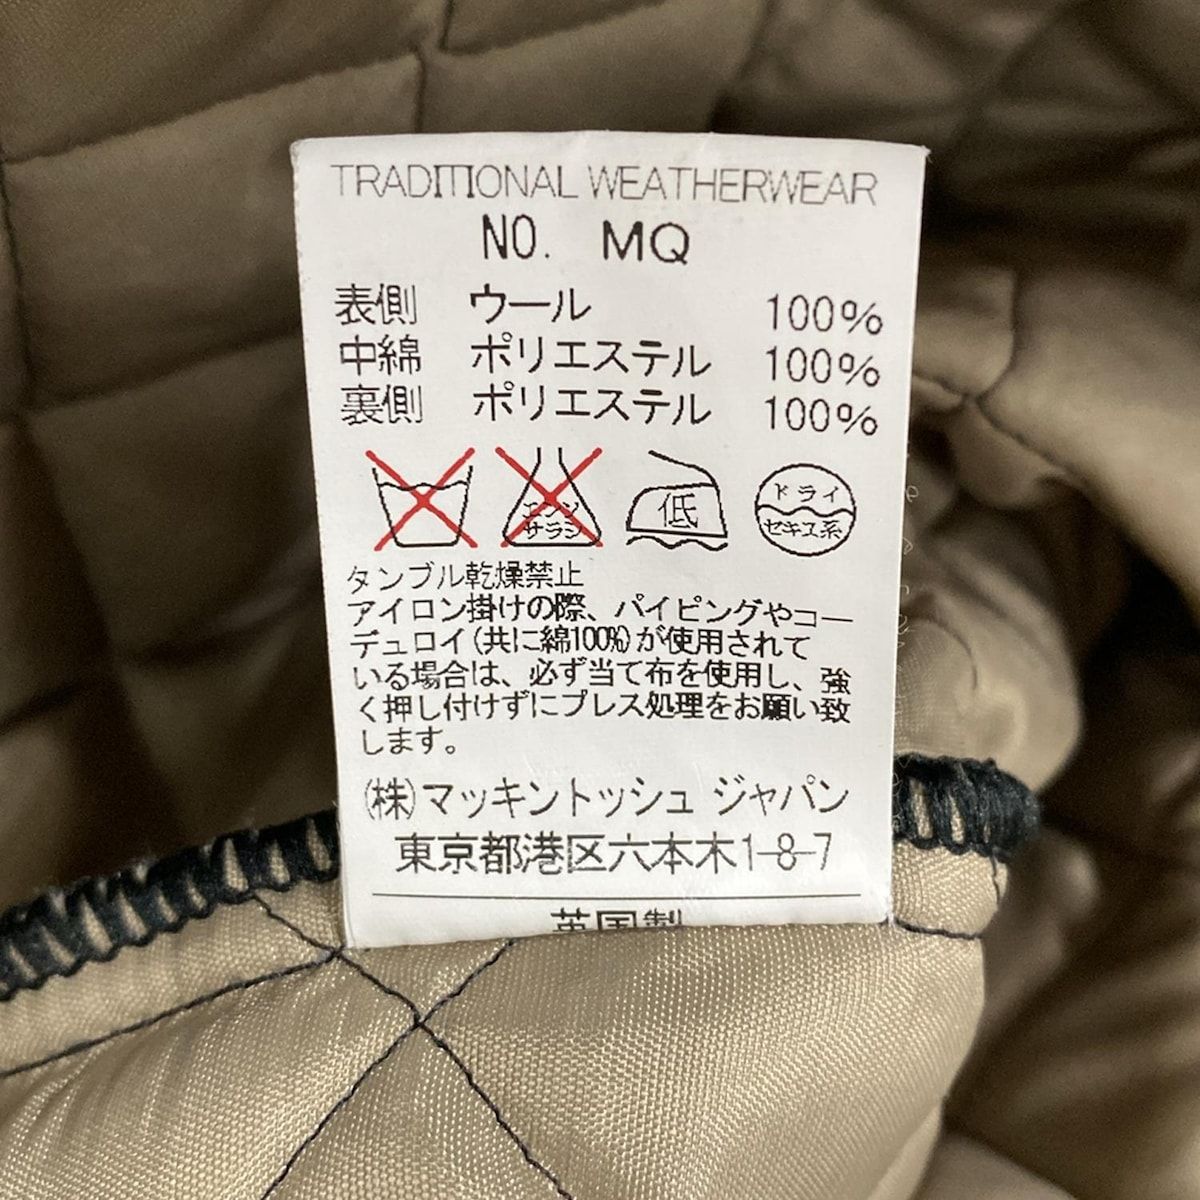 TRADITIONAL WEATHERWEAR
NO. MQ
表側 ウール 100%
中綿 ポリエステル 100%
裏側 ポリエステル 100%
エンソ
サラシ
低
ドライ
セキユ系
タンブル乾燥禁止
アイロン掛けの際、パイピングやコー
デュロイ(共に綿100%)が使用されて
いる場合は、必ず当て布を使用し、強
く押し付けずにプレス処理をお願い致
します。
(株)マッキントッシュ ジャパン
東京都港区六本木1-8-7
英国製